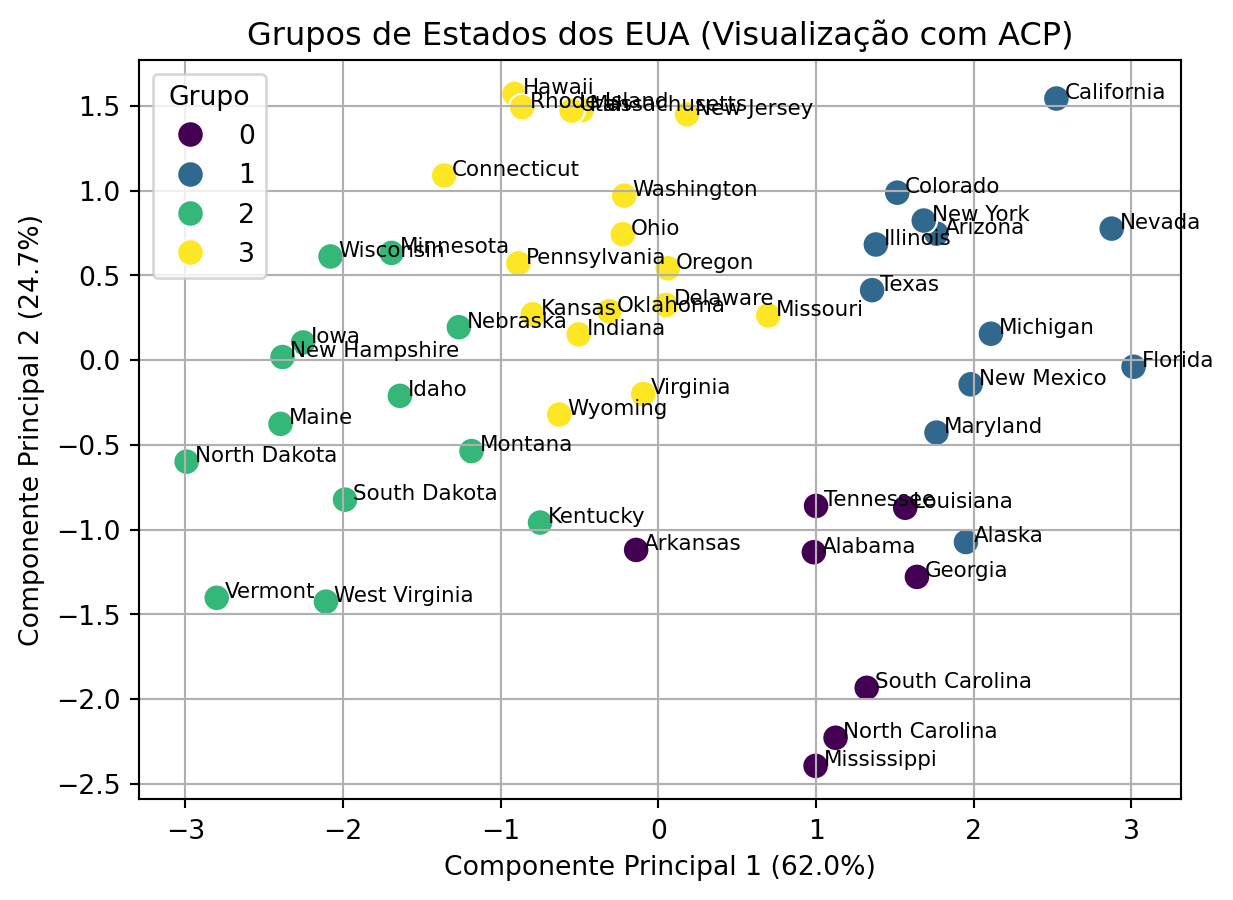 Grupos de Estados dos EUA (Visualização com ACP)
Componente Principal 2 (24.7%)
1.5
1.0
0.5
0.0
−0.5
−1.0
−1.5
−2.0
−2.5
Grupo
0
1
2
3
Hawaii
Rhode Island
Utah
Massachusetts
New Jersey
California
Connecticut
Washington
Colorado
New York
Arizona
Nevada
Ohio
Illinois
Wisconsin
Minnesota
Pennsylvania
Oregon
Texas
Delaware
Kansas
Oklahoma
Missouri
Nebraska
Indiana
Michigan
Iowa
New Hampshire
Florida
Idaho
Virginia
New Mexico
Wyoming
Maine
Maryland
Montana
North Dakota
South Dakota
Tennessee
Louisiana
Kentucky
Alaska
Arkansas
Alabama
Georgia
Vermont
West Virginia
South Carolina
North Carolina
Mississippi
−3
−2
−1
0
1
2
3
Componente Principal 1 (62.0%)